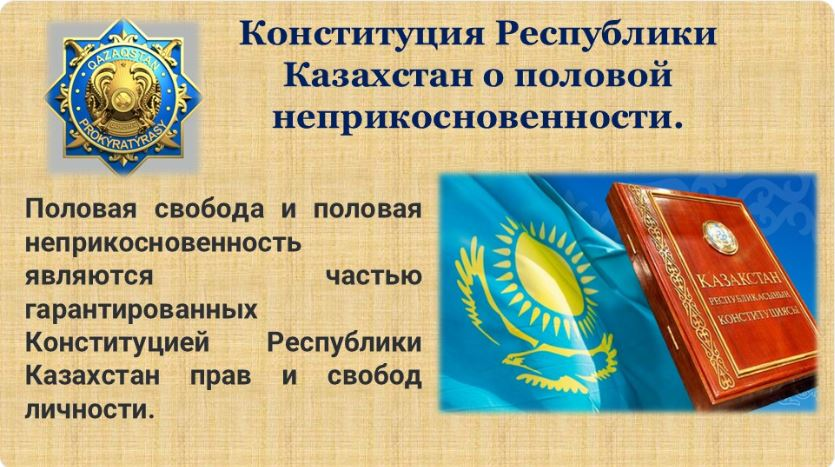 Конституция Республики
Казахстан о половой
неприкосновенности.
QAZAQSTAN
PROKÝRATÝRASY
Половая свобода и половая
неприкосновенность
являются частью
гарантированных
Конституцией Республики
Казахстан прав и свобод
личности.
ҚАЗАҚСТАН
РЕСПУБЛИКАСЫНЫҢ
КОНСТИТУЦИЯСЫ